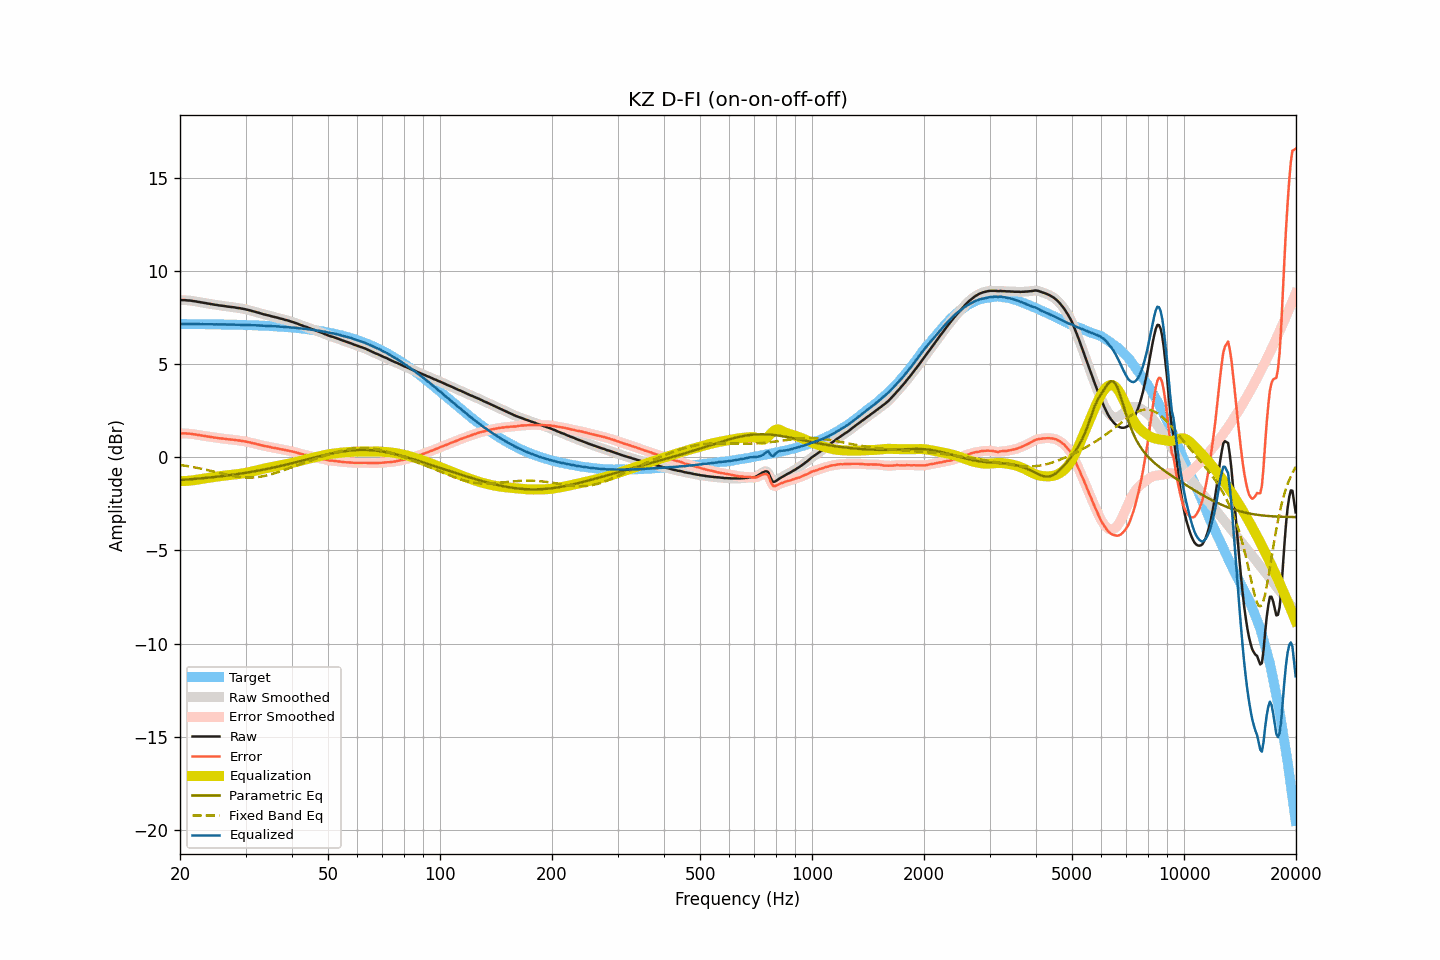 KZ D-FI (on-on-off-off)
Amplitude (dBr)
15
10
5
0
−5
−10
−15
−20
Target
Raw Smoothed
Error Smoothed
Raw
Error
Equalization
Parametric Eq
Fixed Band Eq
Equalized
20 50 100 200 500 1000 2000 5000 10000 20000
Frequency (Hz)